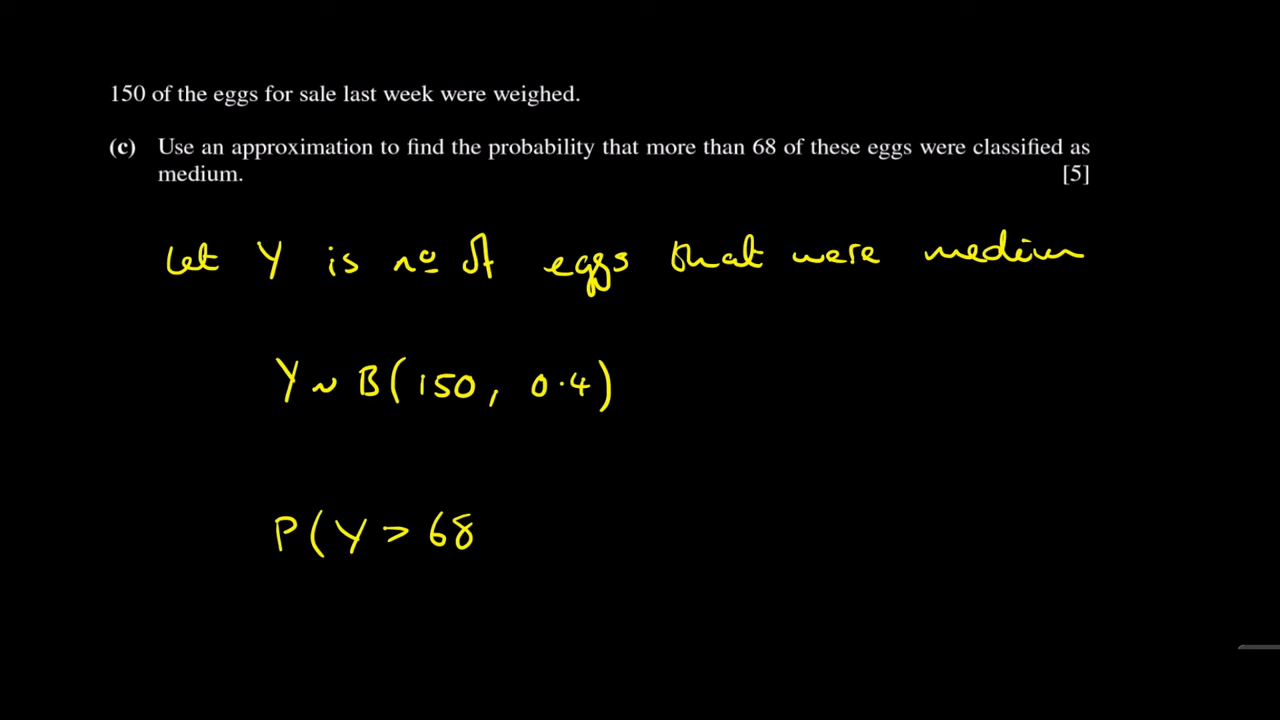 150 of the eggs for sale last week were weighed.
(c) Use an approximation to find the probability that more than 68 of these eggs were classified as
medium. [5]
Let Y is nº of eggs that were medium
Y ~ B(150, 0·4)
P(Y > 68